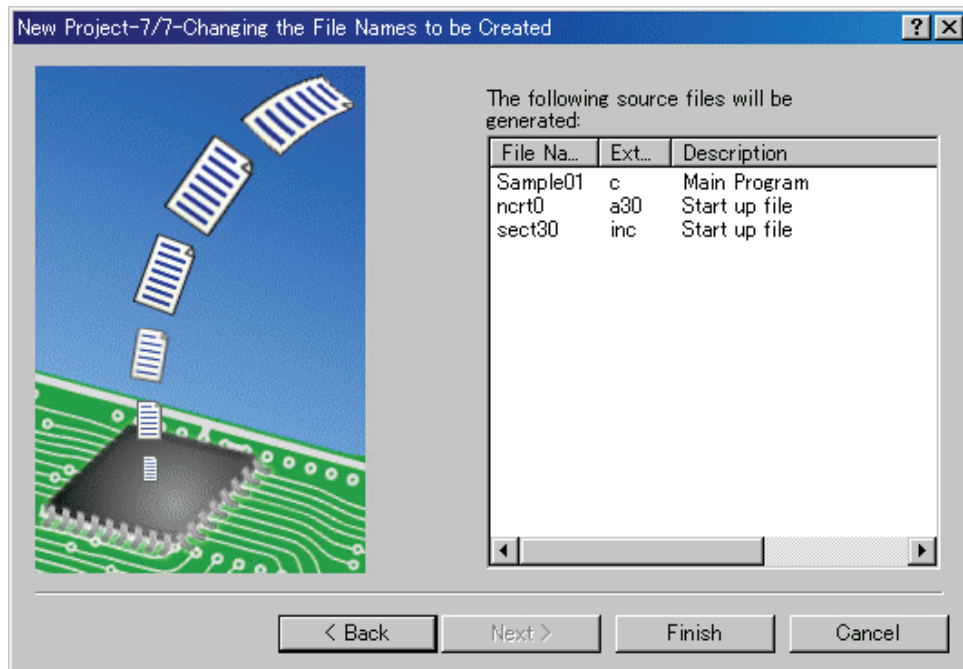 New Project-7/7-Changing the File Names to be Created
The following source files will be
generated:
File Na... Ext... Description
Sample01 c Main Program
ncrt0 a30 Start up file
sect30 inc Start up file
< Back Next > Finish Cancel